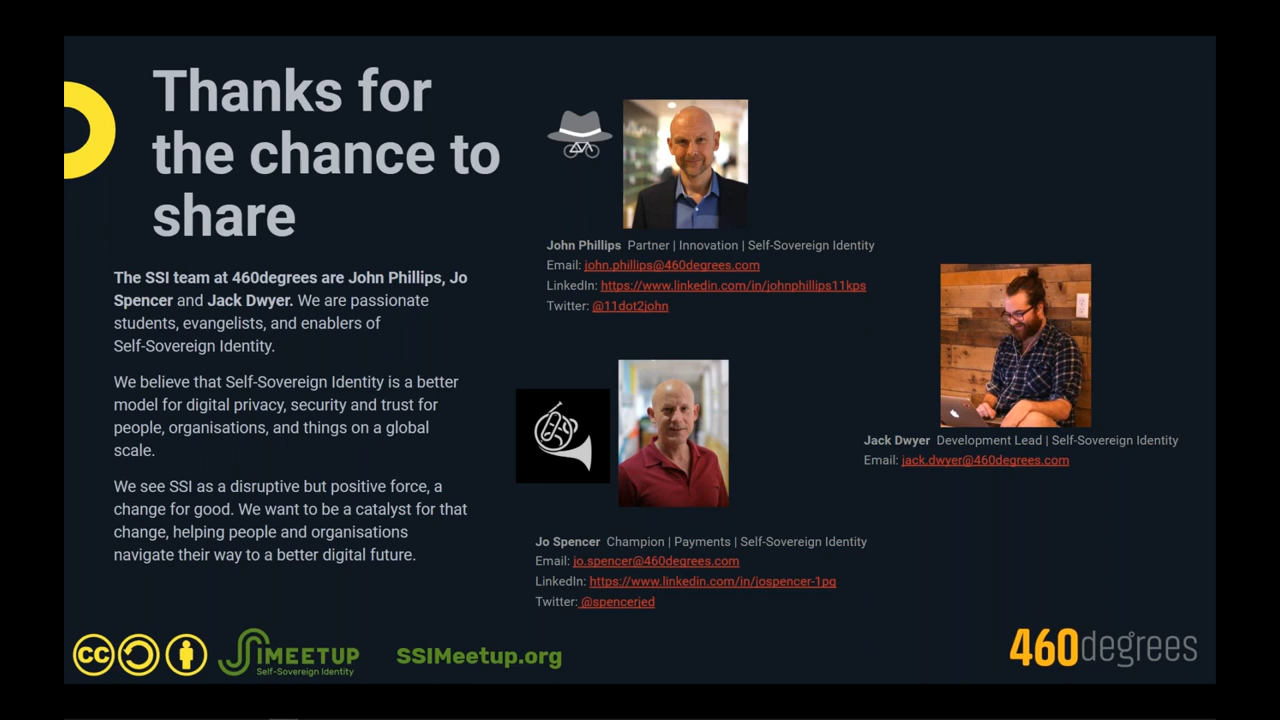 Thanks for
the chance to
share
The SSI team at 460degrees are John Phillips, Jo
Spencer and Jack Dwyer. We are passionate
students, evangelists, and enablers of
Self-Sovereign Identity.
We believe that Self-Sovereign Identity is a better
model for digital privacy, security and trust for
people, organisations, and things on a global
scale.
We see SSI as a disruptive but positive force, a
change for good. We want to be a catalyst for that
change, helping people and organisations
navigate their way to a better digital future.
John Phillips Partner | Innovation | Self-Sovereign Identity
Email: john.phillips@460degrees.com
LinkedIn: https://www.linkedin.com/in/johnphillips11kps
Twitter: @11dot2john
Jack Dwyer Development Lead | Self-Sovereign Identity
Email: jack.dwyer@460degrees.com
Jo Spencer Champion | Payments | Self-Sovereign Identity
Email: jo.spencer@460degrees.com
LinkedIn: https://www.linkedin.com/in/jospencer-1pq
Twitter: @spencerjed
CC
SSIMEETUP
Self-Sovereign Identity
SSIMeetup.org
460degrees